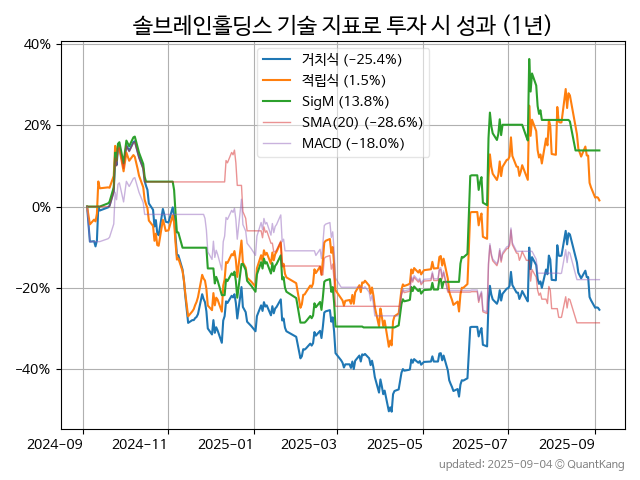 솔브레인홀딩스 기술 지표로 투자 시 성과 (1년)
거치식 (−25.4%)
적립식 (1.5%)
SigM (13.8%)
SMA(20) (−28.6%)
MACD (−18.0%)
40%
20%
0%
−20%
−40%
2024−09 2024−11 2025−01 2025−03 2025−05 2025−07 2025−09
updated: 2025-09-04 © QuantKang